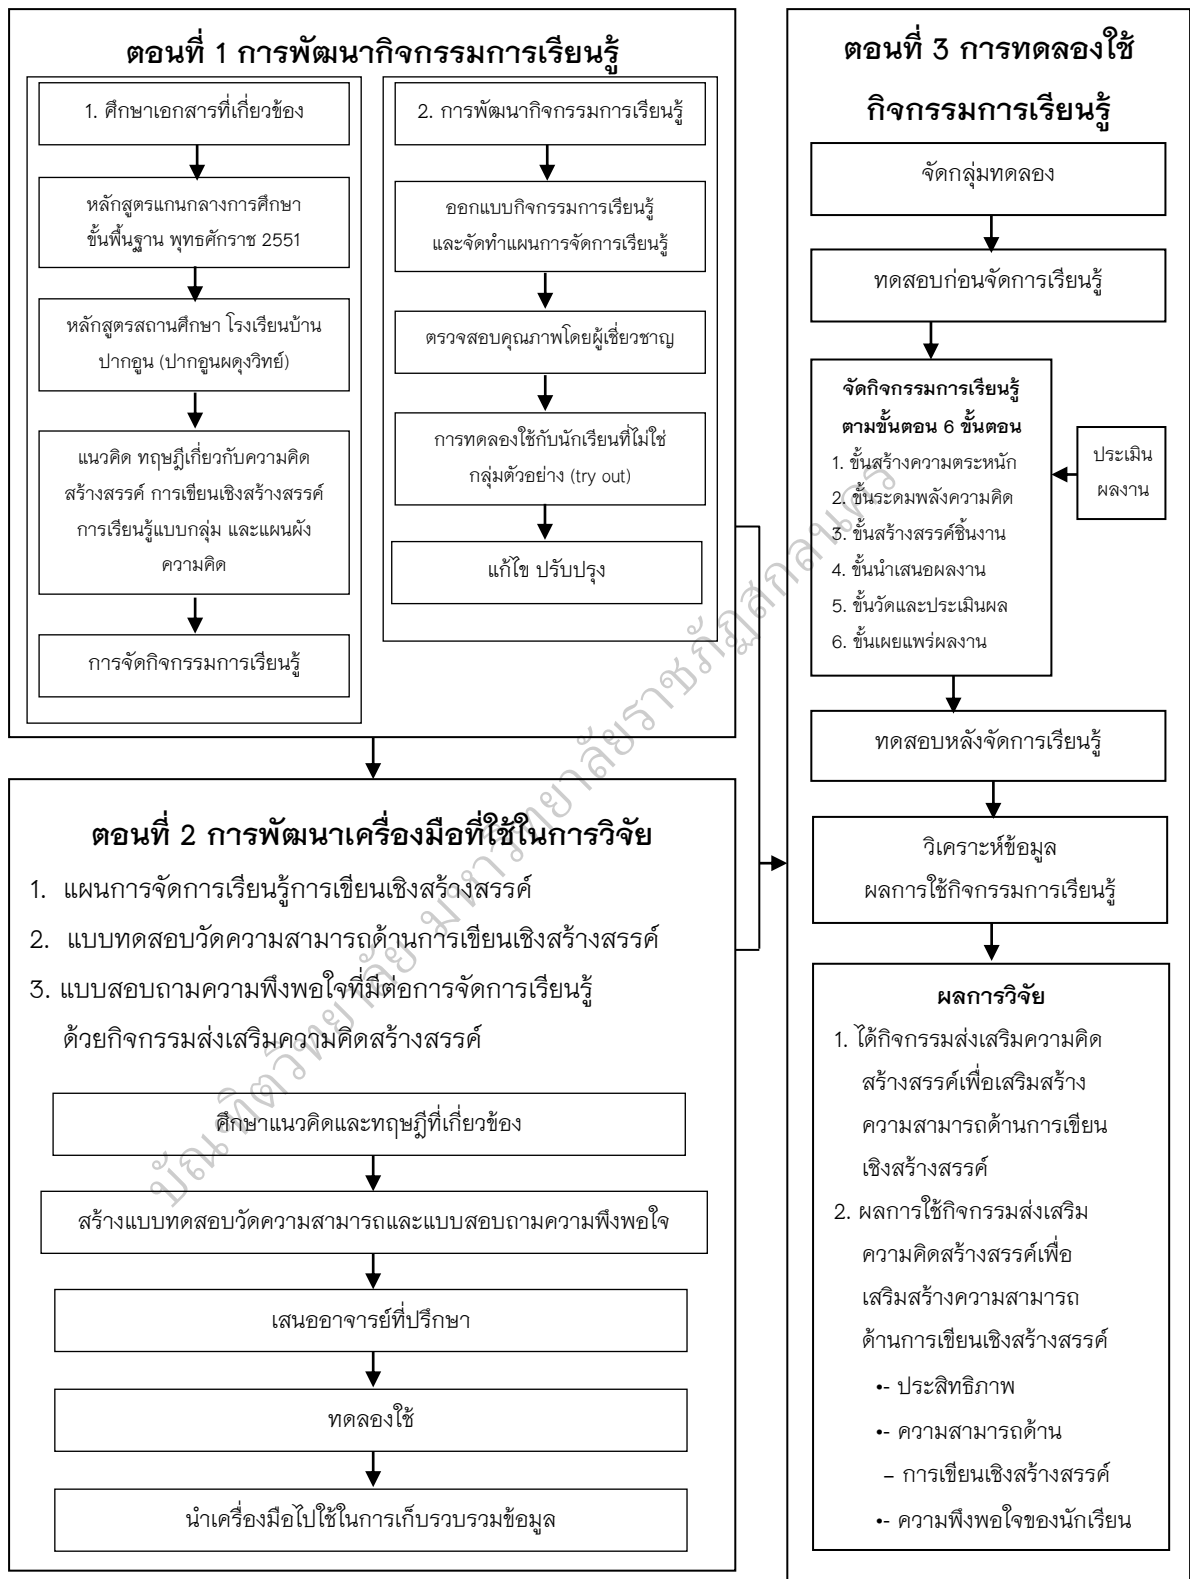 ตอนที่ 1 การพัฒนากิจกรรมการเรียนรู้
1. ศึกษาเอกสารที่เกี่ยวข้อง
หลักสูตรแกนกลางการศึกษา
ขั้นพื้นฐาน พุทธศักราช 2551
หลักสูตรสถานศึกษา โรงเรียนบ้าน
ปากอูน (ปากอูนผดุงวิทย์)
แนวคิด ทฤษฎีเกี่ยวกับความคิด
สร้างสรรค์ การเขียนเชิงสร้างสรรค์
การเรียนรู้แบบกลุ่ม และแผนผัง
ความคิด
การจัดกิจกรรมการเรียนรู้
2. การพัฒนากิจกรรมการเรียนรู้
ออกแบบกิจกรรมการเรียนรู้
และจัดทำแผนการจัดการเรียนรู้
ตรวจสอบคุณภาพโดยผู้เชี่ยวชาญ
การทดลองใช้กับนักเรียนที่ไม่ใช่
กลุ่มตัวอย่าง (try out)
แก้ไข ปรับปรุง
ตอนที่ 2 การพัฒนาเครื่องมือที่ใช้ในการวิจัย
1. แผนการจัดการเรียนรู้การเขียนเชิงสร้างสรรค์
2. แบบทดสอบวัดความสามารถด้านการเขียนเชิงสร้างสรรค์
3. แบบสอบถามความพึงพอใจที่มีต่อการจัดการเรียนรู้
ด้วยกิจกรรมส่งเสริมความคิดสร้างสรรค์
ศึกษาแนวคิดและทฤษฎีที่เกี่ยวข้อง
สร้างแบบทดสอบวัดความสามารถและแบบสอบถามความพึงพอใจ
เสนออาจารย์ที่ปรึกษา
ทดลองใช้
นำเครื่องมือไปใช้ในการเก็บรวบรวมข้อมูล
ตอนที่ 3 การทดลองใช้
กิจกรรมการเรียนรู้
จัดกลุ่มทดลอง
ทดสอบก่อนจัดการเรียนรู้
จัดกิจกรรมการเรียนรู้
ตามขั้นตอน 6 ขั้นตอน
1. ขั้นสร้างความตระหนัก
2. ขั้นระดมพลังความคิด
3. ขั้นสร้างสรรค์ชิ้นงาน
4. ขั้นนำเสนอผลงาน
5. ขั้นวัดและประเมินผล
6. ขั้นเผยแพร่ผลงาน
ประเมิน
ผลงาน
ทดสอบหลังจัดการเรียนรู้
วิเคราะห์ข้อมูล
ผลการใช้กิจกรรมการเรียนรู้
ผลการวิจัย
1. ได้กิจกรรมส่งเสริมความคิด
สร้างสรรค์เพื่อเสริมสร้าง
ความสามารถด้านการเขียน
เชิงสร้างสรรค์
2. ผลการใช้กิจกรรมส่งเสริม
ความคิดสร้างสรรค์เพื่อ
เสริมสร้างความสามารถ
ด้านการเขียนเชิงสร้างสรรค์
•- ประสิทธิภาพ
•- ความสามารถด้าน
– การเขียนเชิงสร้างสรรค์
•- ความพึงพอใจของนักเรียน
บัณฑิตวิทยาลัย มหาวิทยาลัยราชภัฏสกลนคร